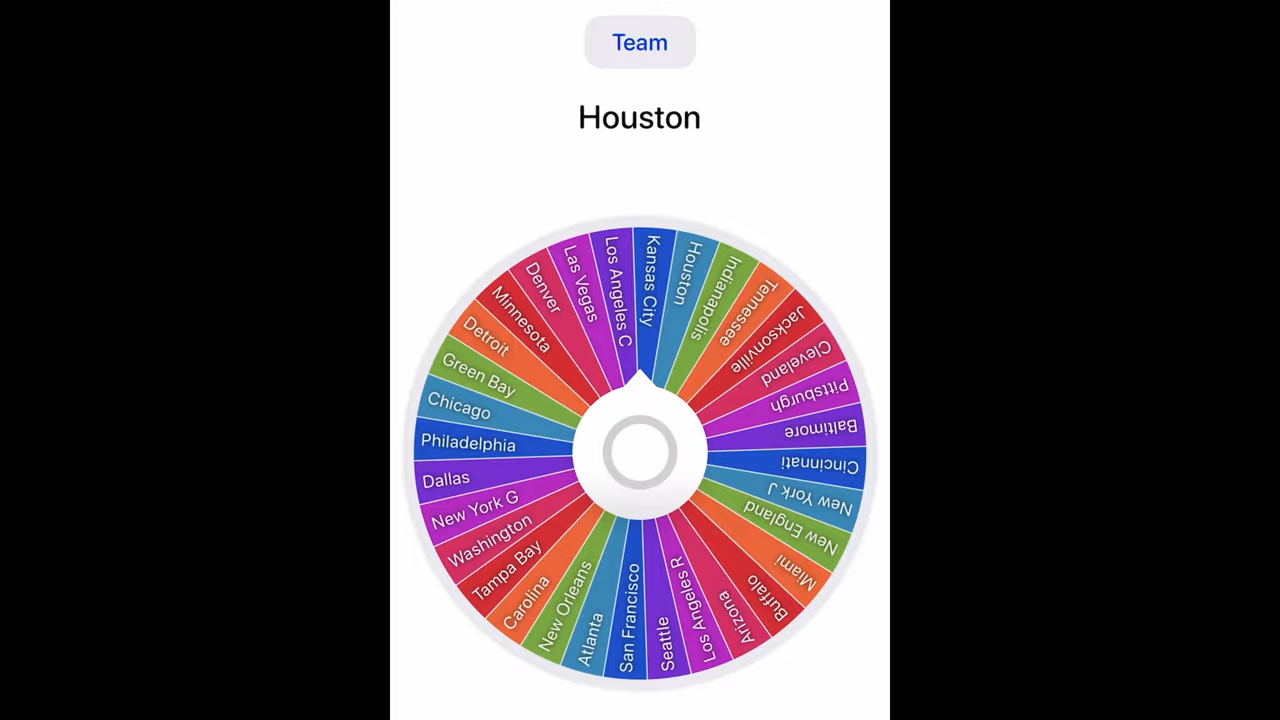 Team
Houston
Kansas City
Houston
Indianapolis
Tennessee
Jacksonville
Cleveland
Pittsburgh
Baltimore
Cincinnati
New York J
New England
Miami
Buffalo
Arizona
Los Angeles R
Seattle
San Francisco
Atlanta
New Orleans
Carolina
Tampa Bay
Washington
New York G
Dallas
Philadelphia
Chicago
Green Bay
Detroit
Minnesota
Denver
Las Vegas
Los Angeles C